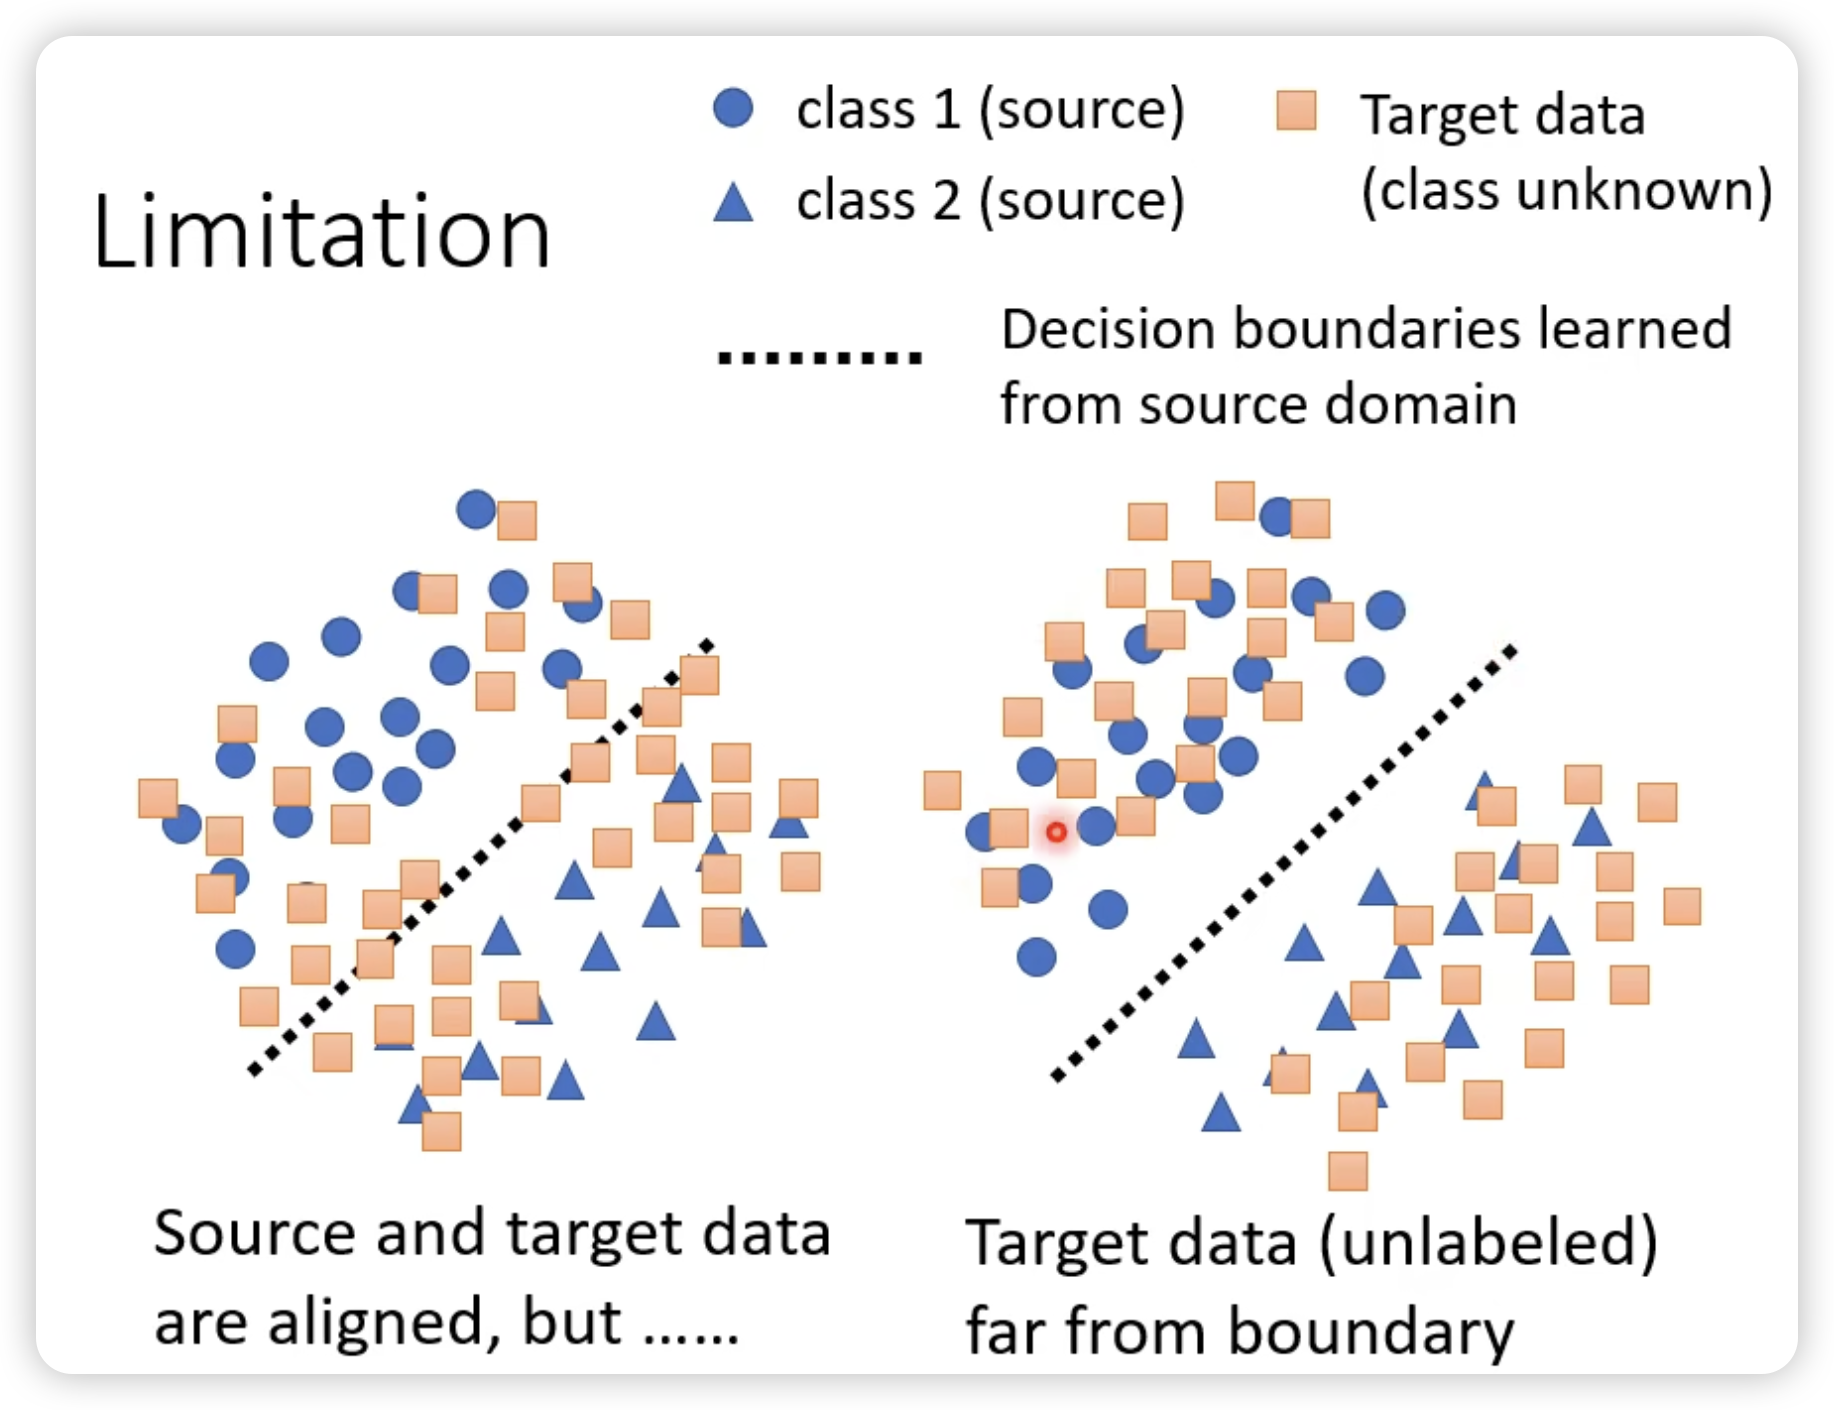 Limitation
class 1 (source)
class 2 (source)
Target data
(class unknown)
Decision boundaries learned
from source domain
Source and target data
are aligned, but ……
Target data (unlabeled)
far from boundary